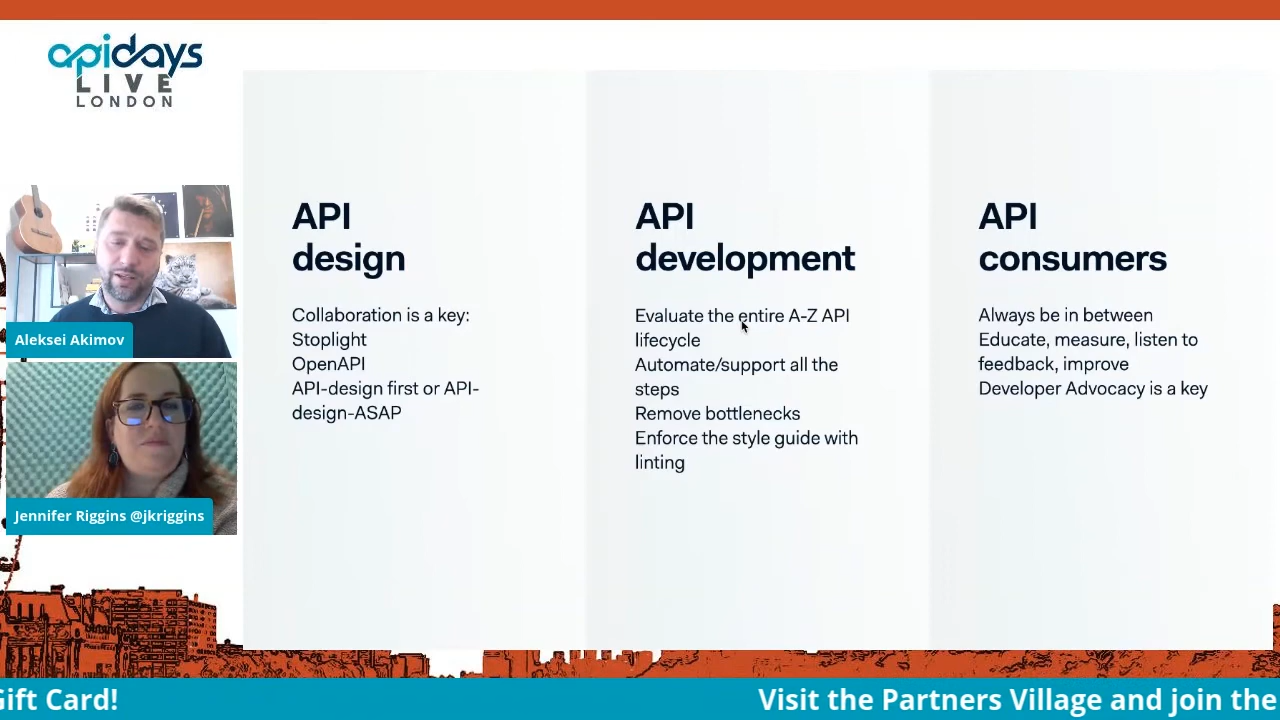 apidays
LIVE
LONDON
Aleksei Akimov
Jennifer Riggins @jkriggins
API
design
Collaboration is a key:
Stoplight
OpenAPI
API-design first or API-
design-ASAP
API
development
Evaluate the entire A-Z API
lifecycle
Automate/support all the
steps
Remove bottlenecks
Enforce the style guide with
linting
API
consumers
Always be in between
Educate, measure, listen to
feedback, improve
Developer Advocacy is a key
Gift Card!
Visit the Partners Village and join the